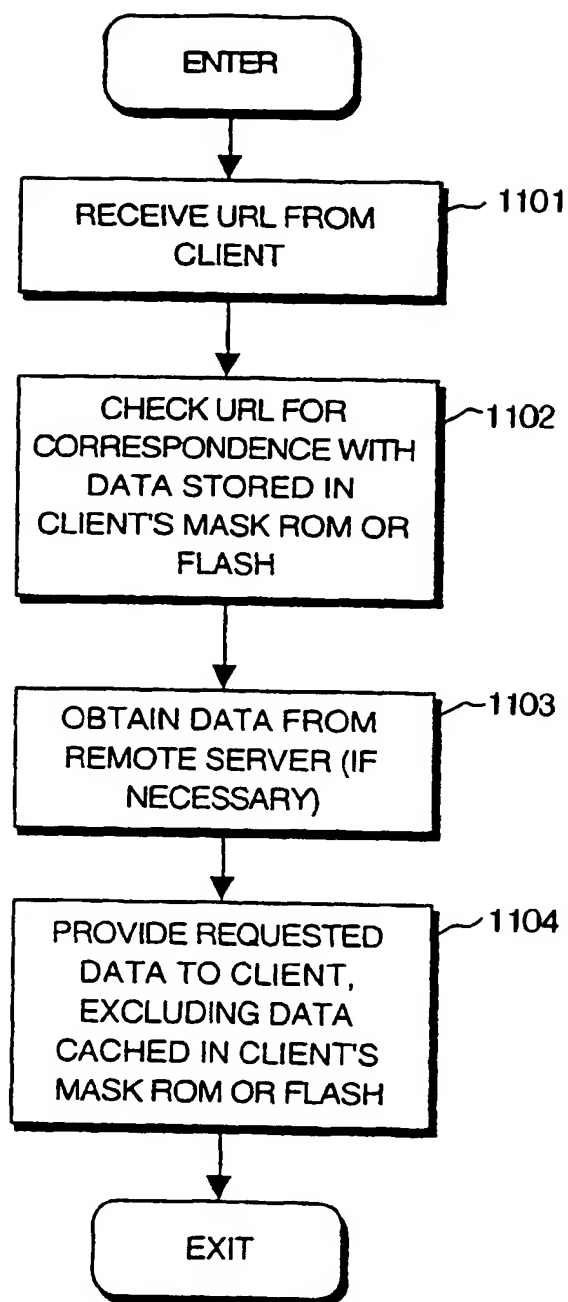 ENTER
RECEIVE URL FROM
CLIENT
1101
CHECK URL FOR
CORRESPONDENCE WITH
DATA STORED IN
CLIENT'S MASK ROM OR
FLASH
1102
OBTAIN DATA FROM
REMOTE SERVER (IF
NECESSARY)
1103
PROVIDE REQUESTED
DATA TO CLIENT,
EXCLUDING DATA
CACHED IN CLIENT'S
MASK ROM OR FLASH
1104
EXIT